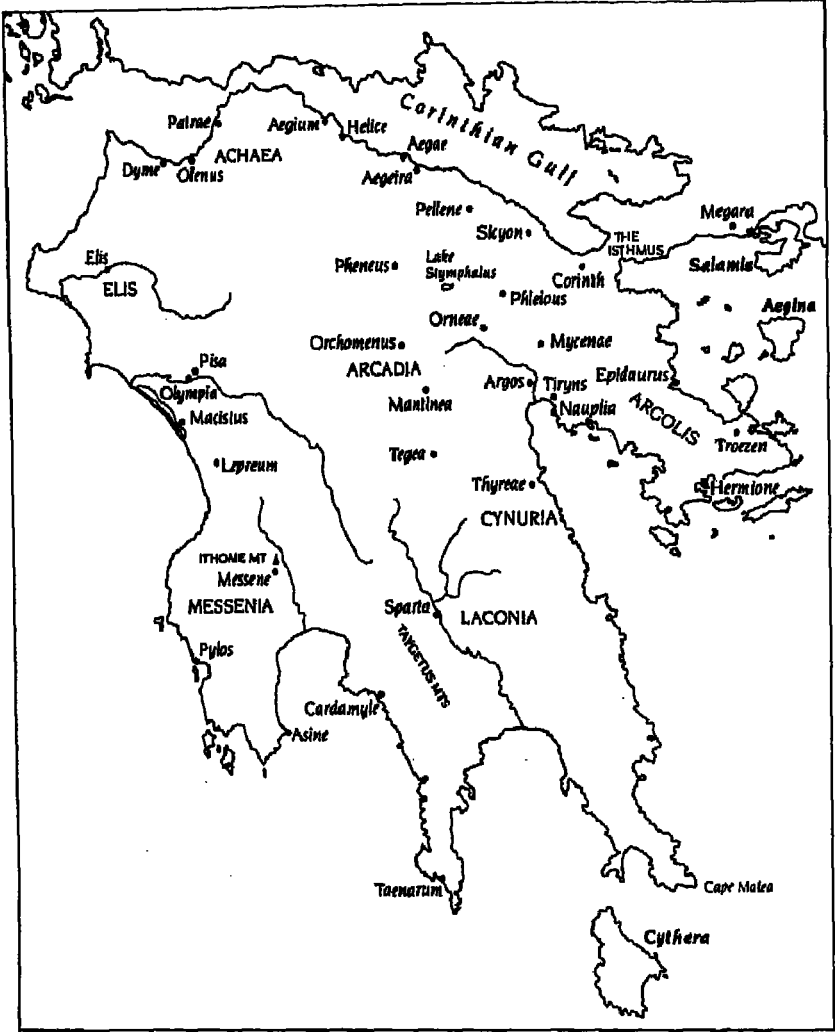 Corinthian Gulf
Patrae
Aegium
Helice
ACHAEA
Aegae
Dyme
Olenus
Aegeira
Pellene
Megara
Skyon
THE
ISTHMUS
Elis
Pheneus
Lake
Stymphalus
Corinth
Salamis
ELIS
Phleious
Aegina
Orneae
Orchomenus
Mycenae
Pisa
ARCADIA
Argos
Tiryns
Epidaurus
Olympia
Mantinea
Nauplia
ARGOLIS
Macistus
Troezen
Lepreum
Tegea
Thyreae
Hermione
CYNURIA
ITHOME MT
Messene
MESSENIA
Sparta
LACONIA
TAYGETUS MTS
Pylos
Cardamyle
Asine
Taenarum
Cape Malea
Cythera